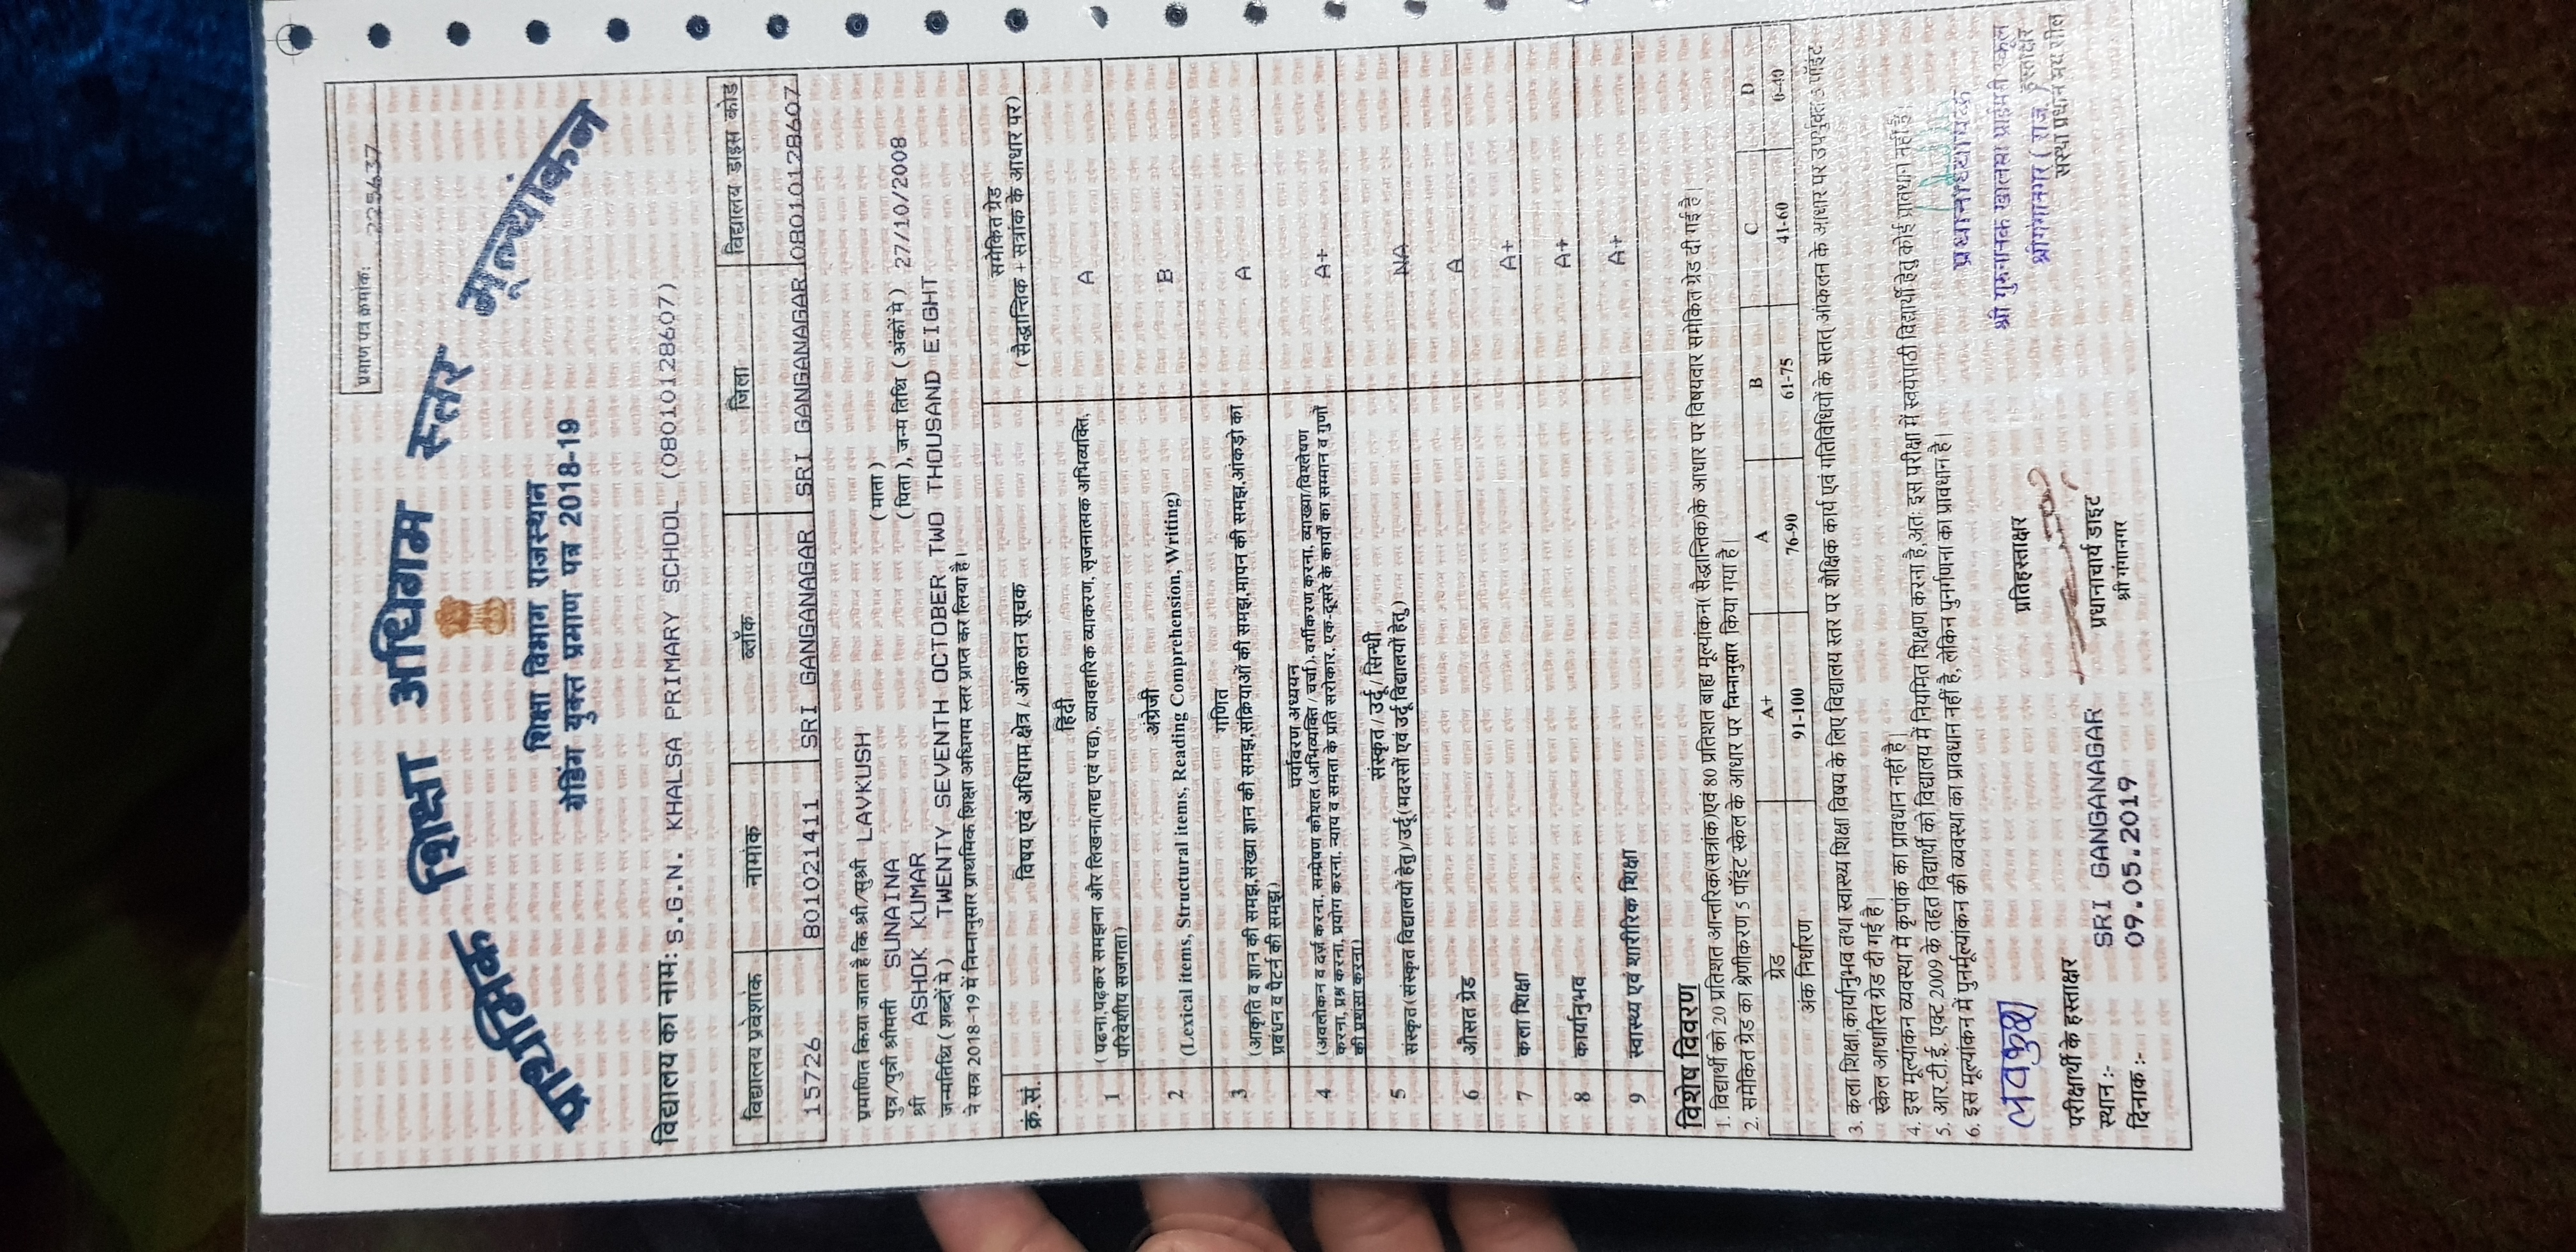 प्रमाण पत्र क्रमांक: 225637
प्राथमिक शिक्षा अधिगम स्तर मूल्यांकन
शिक्षा विभाग राजस्थान
ग्रेडिंग युक्त प्रमाण पत्र 2018-19
विद्यालय का नाम: S.G.N. KHALSA PRIMARY SCHOOL (08010128607)
विद्यालय प्रवेशांक नामांक ब्लॉक जिला विद्यालय डाइस कोड
15726 801021411 SRI GANGANAGAR SRI GANGANAGAR 08010128607
प्रमाणित किया जाता है कि श्री/सुश्री LAVKUSH
पुत्र/पुत्री श्रीमती SUNAINA (माता)
श्री ASHOK KUMAR (पिता), जन्म तिथि (अंकों मे) 27/10/2008
जन्मतिथि (शब्दों मे) TWENTY SEVENTH OCTOBER TWO THOUSAND EIGHT
ने सत्र 2018-19 में निम्नानुसार प्राथमिक शिक्षा अधिगम स्तर प्राप्त कर लिया है।
क्रं.सं. विषय एवं अधिगम क्षेत्र / आंकलन सूचक समेकित ग्रेड
(सैद्धान्तिक + सत्रांक के आधार पर)
हिंदी
1 (पढना,पढ़कर समझना और लिखना(गद्य एवं पद्य), व्यावहारिक व्याकरण, सृजनात्मक अभिव्यक्ति, A
परिवेशीय सजगता)
अंग्रेजी
2 (Lexical items, Structural items, Reading Comprehension, Writing) B
गणित
3 (आकृति व ज्ञान की समझ,संख्या ज्ञान की समझ,संक्रियाओं की समझ,मापन की समझ,आंकड़ो का A
प्रबंधन व पैटर्न की समझ)
पर्यावरण अध्ययन
4 (अवलोकन व दर्ज़ करना, सम्प्रेषण कौशल (अभिव्यक्ति / चर्चा), वर्गीकरण करना, व्याख्या/विश्लेषण A+
करना, प्रश्न करना, प्रयोग करना, न्याय व समता के प्रति सरोकार, एक-दूसरे के कार्यों का सम्मान व गुणों
की प्रशंसा करना)
संस्कृत / उर्दू / सिन्धी
5 संस्कृत(संस्कृत विद्यालयों हेतु)/उर्दू(मदरसों एवं उर्दू विद्यालयों हेतु) NA
6 औसत ग्रेड A
7 कला शिक्षा A+
8 कार्यानुभव A+
9 स्वास्थ्य एवं शारीरिक शिक्षा A+
विशेष विवरण
1. विद्यार्थी को 20 प्रतिशत आन्तरिक(सत्रांक)एवं 80 प्रतिशत बाह्य मूल्यांकन( सैद्धान्तिक)के आधार पर विषयवार समेकित ग्रेड दी गई है|
2. समेकित ग्रेड का श्रेणीकरण 5 पॉइंट स्केल के आधार पर निम्नानुसार किया गया है|
ग्रेड A+ A B C D
अंक निर्धारण 91-100 76-90 61-75 41-60 0-40
3. कला शिक्षा,कार्यानुभव तथा स्वास्थ्य शिक्षा विषय के लिए विद्यालय स्तर पर शैक्षिक कार्य एवं गतिविधियों के सतत् आंकलन के आधार पर उपर्युक्त 5 पॉइंट
स्केल आधारित ग्रेड दी गई है|
4. इस मूल्यांकन व्यवस्था में कृपांक का प्रावधान नहीं है|
5. आर.टी.ई. एक्ट 2009 के तहत विद्यार्थी को विद्यालय में नियमित शिक्षण करना है,अतः इस परीक्षा में स्वयंपाठी विद्यार्थी हेतु कोई प्रावधान नहीं है|
6. इस मूल्यांकन में पुनर्मूल्यांकन की व्यवस्था का प्रावधान नहीं है, लेकिन पुनर्गणना का प्रावधान है|
प्रधानाध्यापक
लवकुश प्रतिहस्ताक्षर श्री गुरुनानक खालसा प्राईमरी स्कूल
श्रीगंगानगर (राज.) हस्ताक्षर
परीक्षार्थी के हस्ताक्षर संस्था प्रधान मय सील
स्थान :- SRI GANGANAGAR प्रधानाचार्य डाइट
दिनाक :- 09.05.2019 श्री गंगानगर